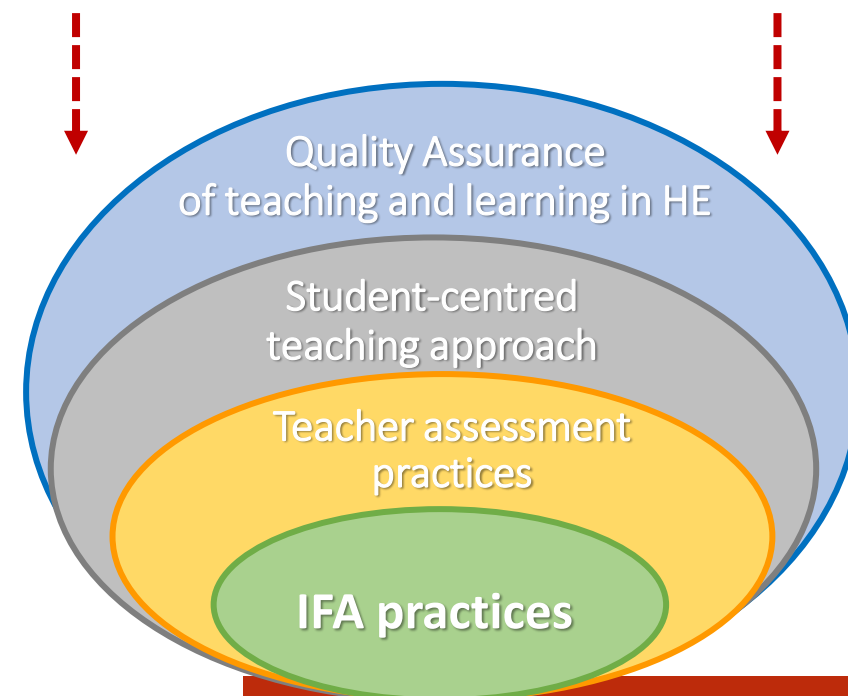 Quality Assurance
of teaching and learning in HE
Student-centred
teaching approach
Teacher assessment
practices
IFA practices